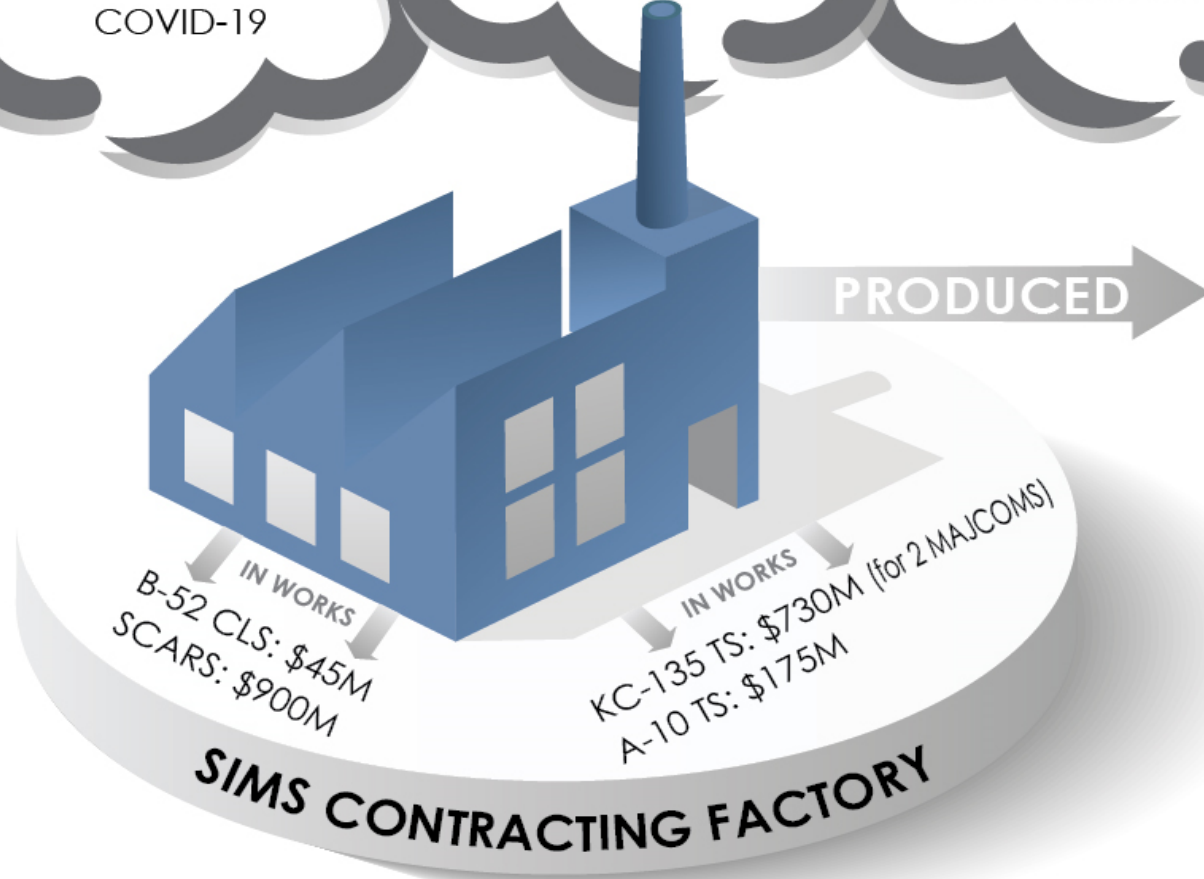 COVID-19
PRODUCED
IN WORKS
B-52 CLS: $45M
SCARS: $900M
IN WORKS
KC-135 TS: $730M (for 2 MAJCOMS)
A-10 TS: $175M
SIMS CONTRACTING FACTORY